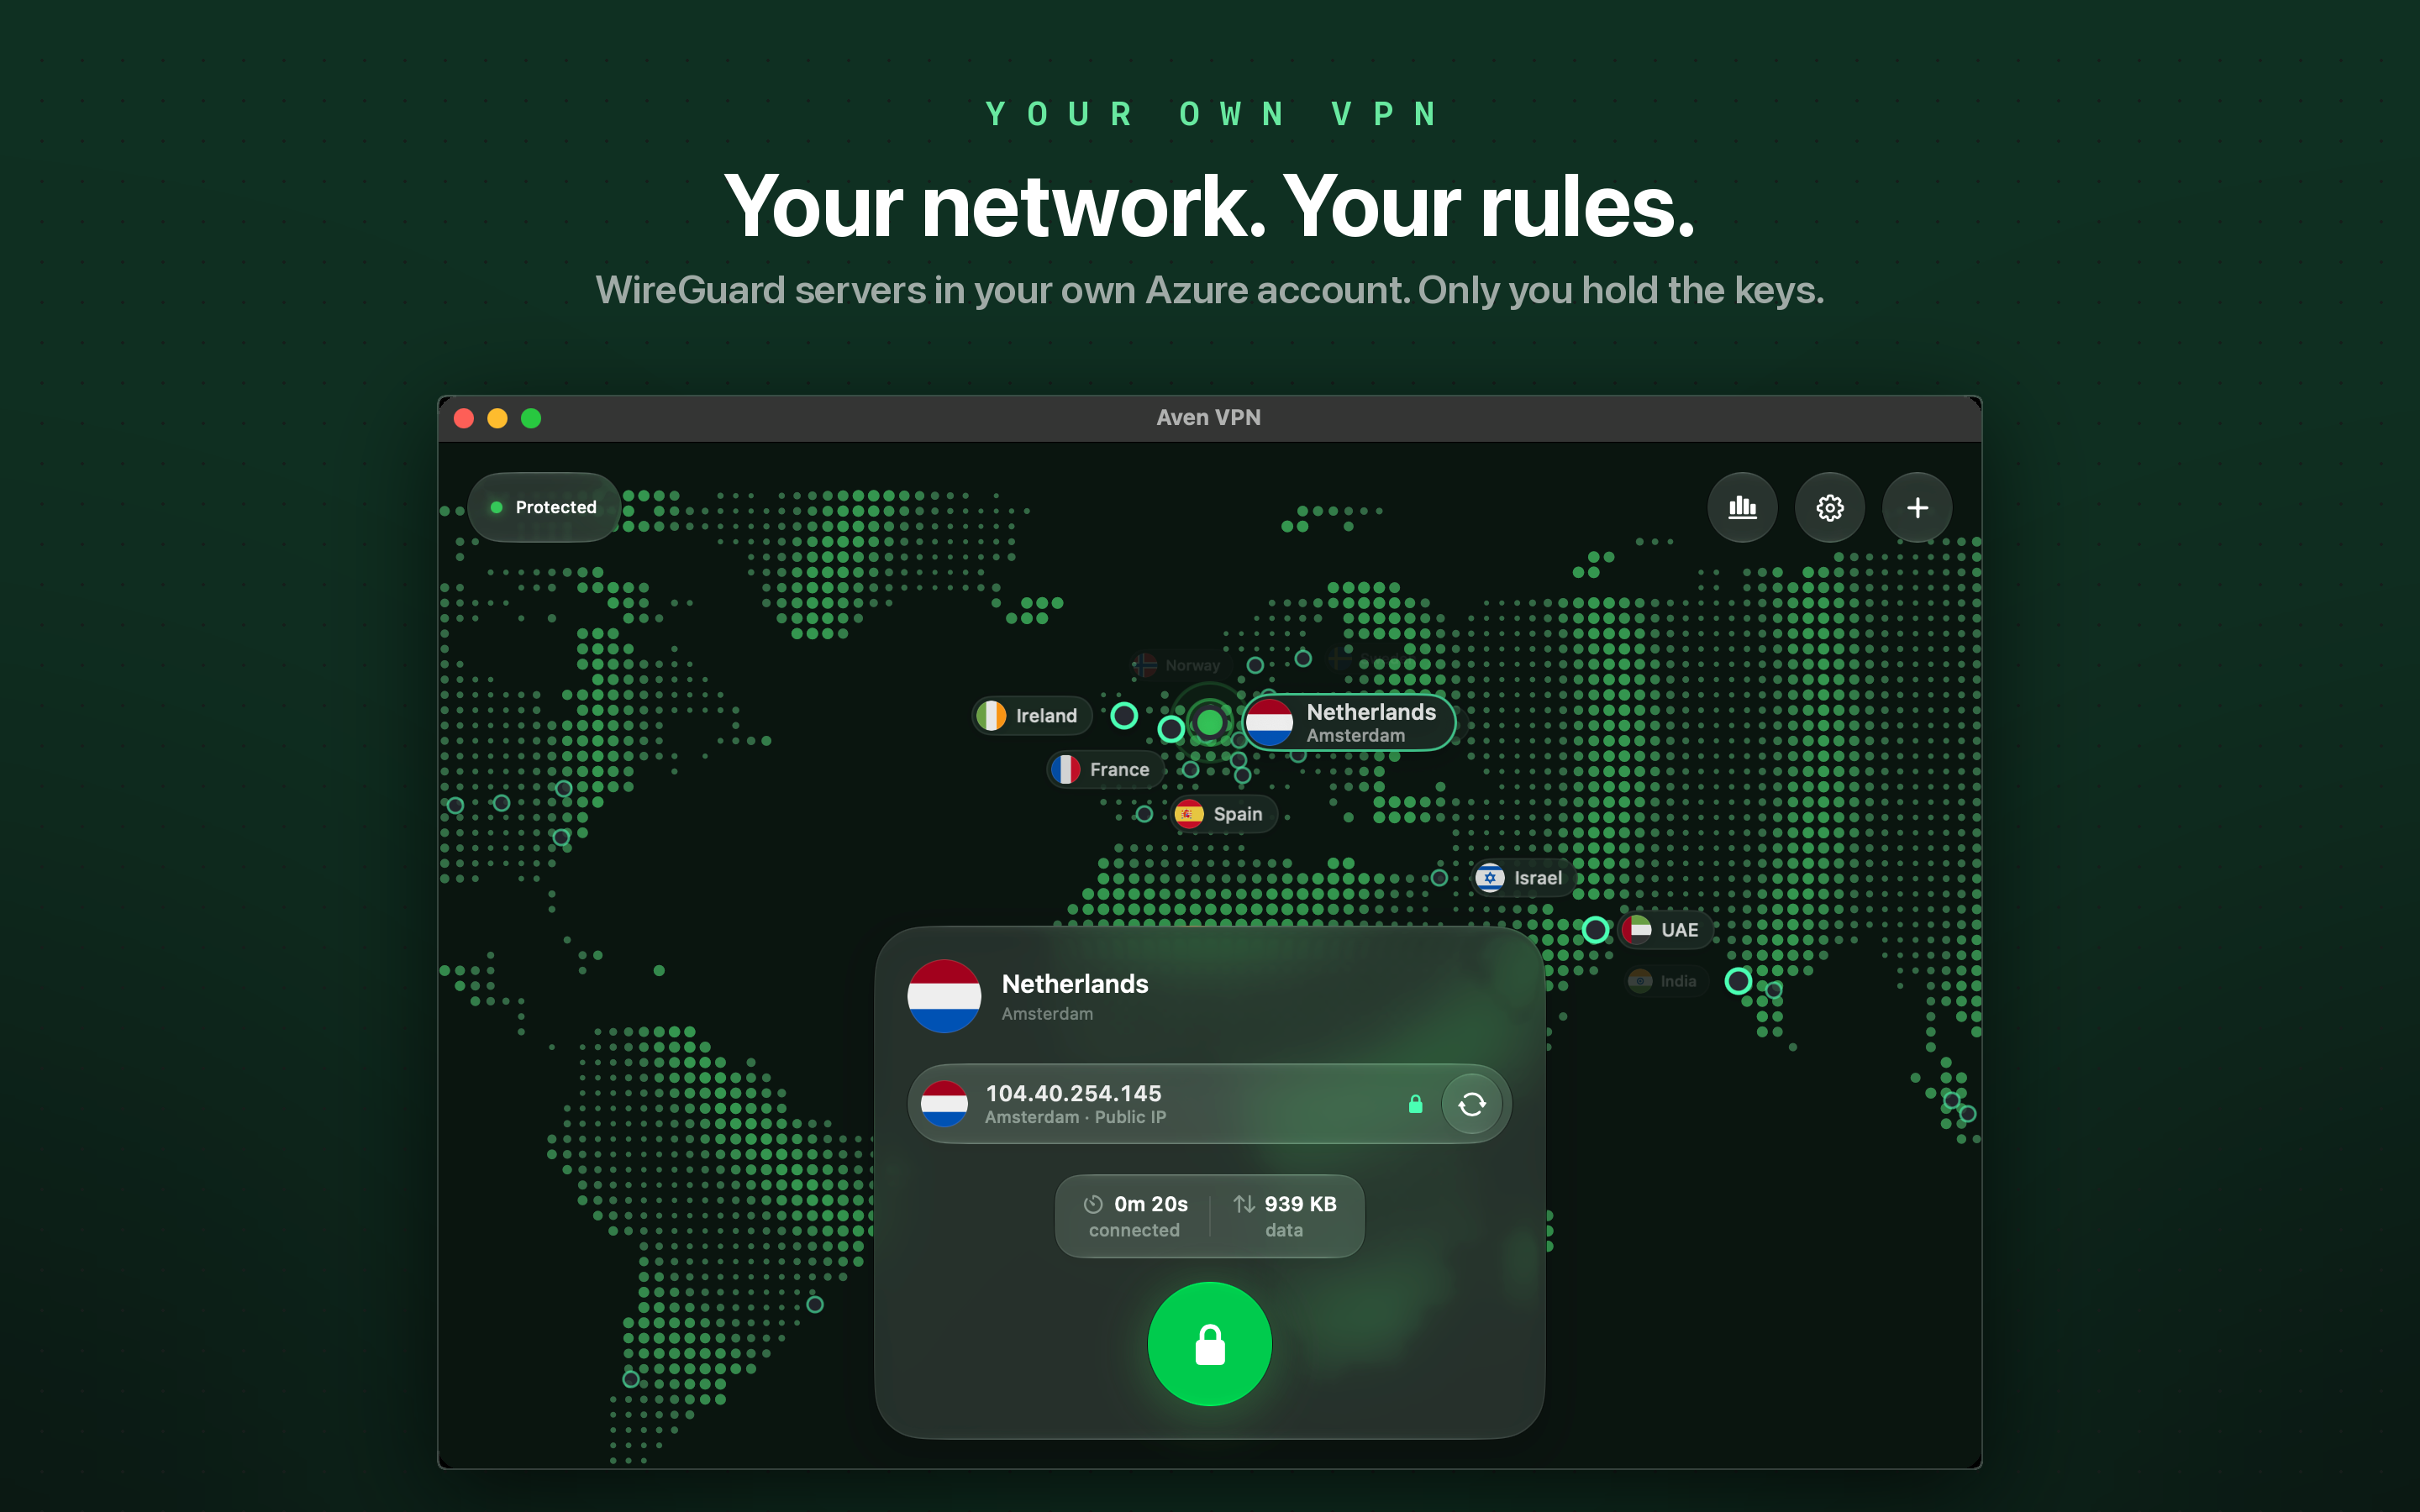 YOUR OWN VPN
Your network. Your rules.
WireGuard servers in your own Azure account. Only you hold the keys.
Aven VPN
Protected
Norway
Ireland
Netherlands
Amsterdam
France
Spain
Israel
UAE
India
Netherlands
Amsterdam
104.40.254.145
Amsterdam · Public IP
0m 20s
connected
939 KB
data